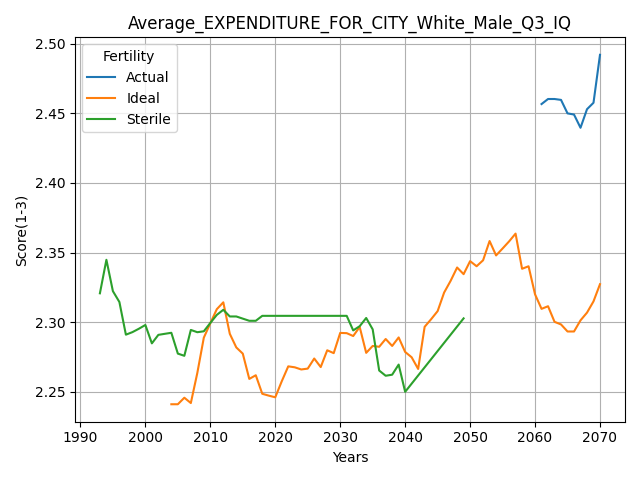 Average_EXPENDITURE_FOR_CITY_White_Male_Q3_IQ
Fertility
Actual
Ideal
Sterile
Score(1-3)
2.50
2.45
2.40
2.35
2.30
2.25
1990 2000 2010 2020 2030 2040 2050 2060 2070
Years